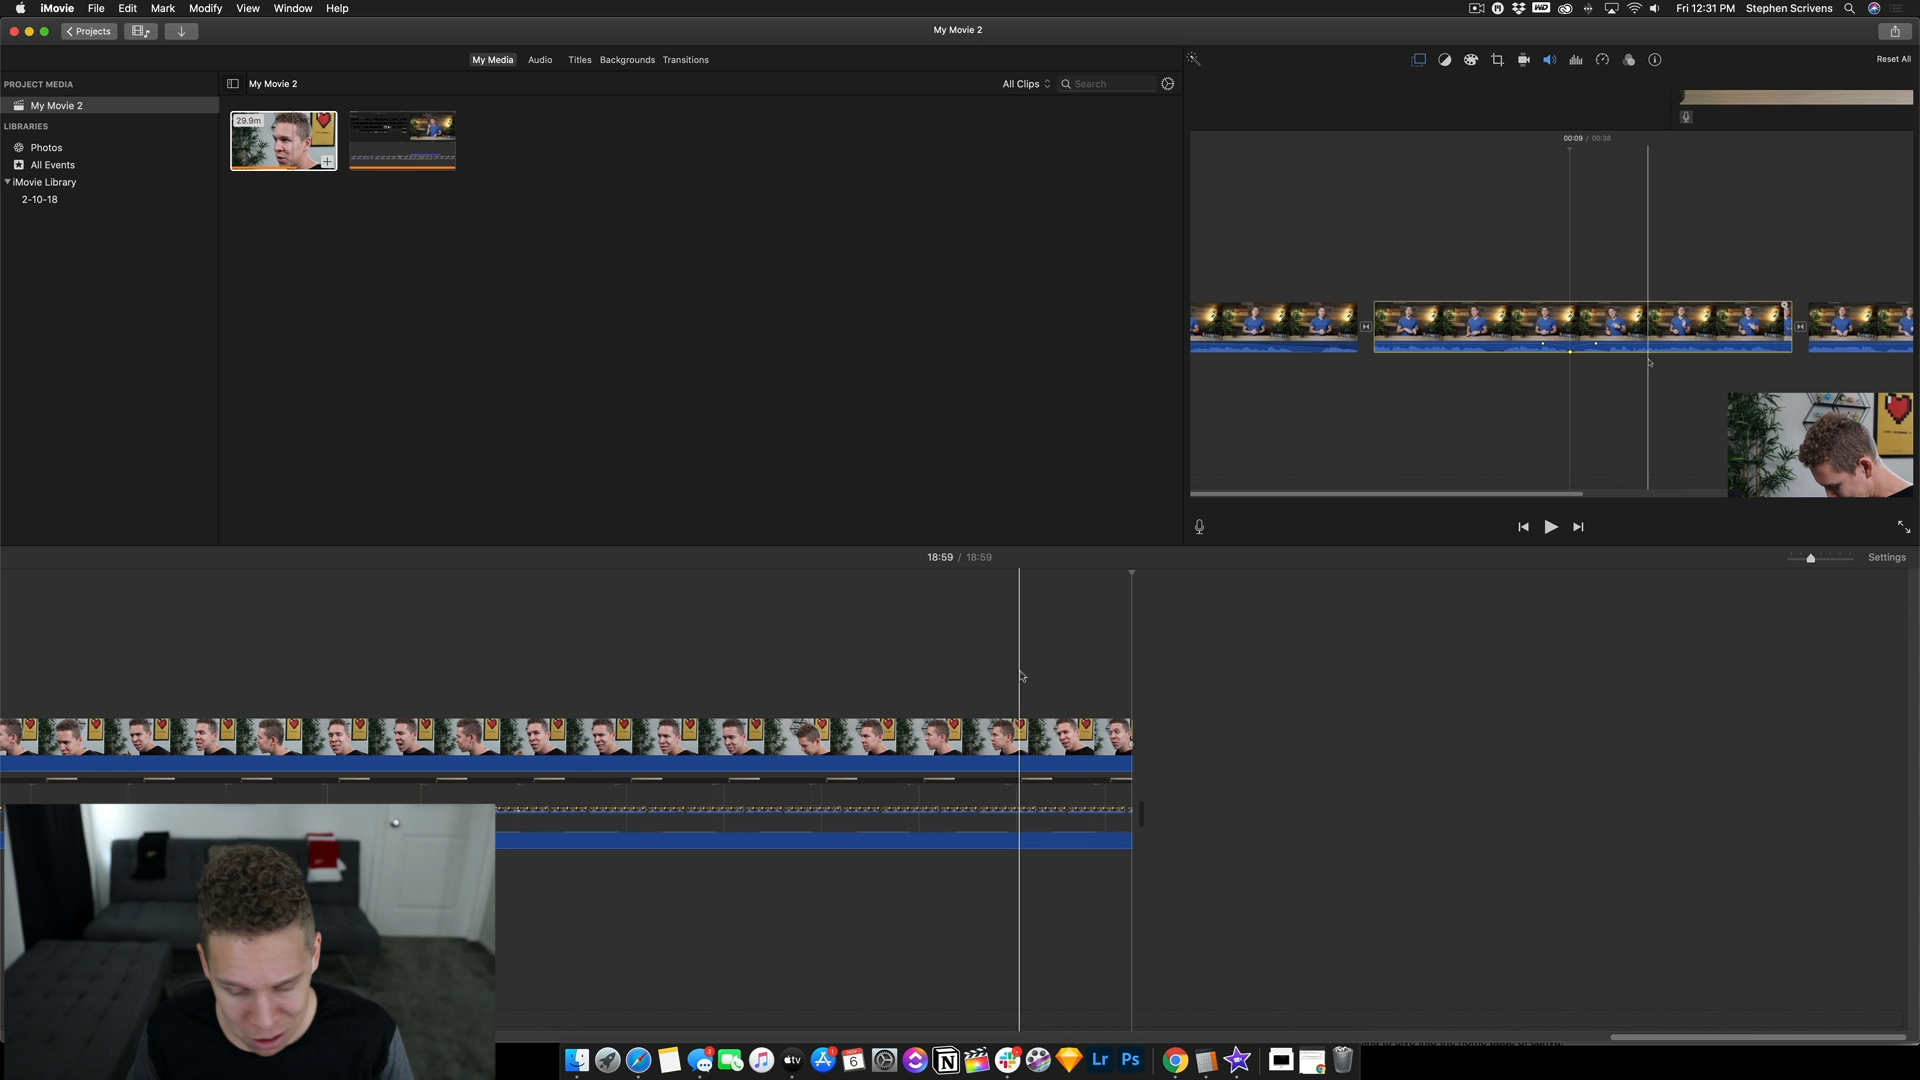 iMovie File Edit Mark Modify View Window Help
Fri 12:31 PM Stephen Scrivens
Projects
My Movie 2
My Media Audio Titles Backgrounds Transitions
Reset All
PROJECT MEDIA
My Movie 2
LIBRARIES
Photos
All Events
iMovie Library
2-10-18
My Movie 2
All Clips
Search
29.9m
00:09 / 00:38
18:59 / 18:59
Settings
Lr
Ps